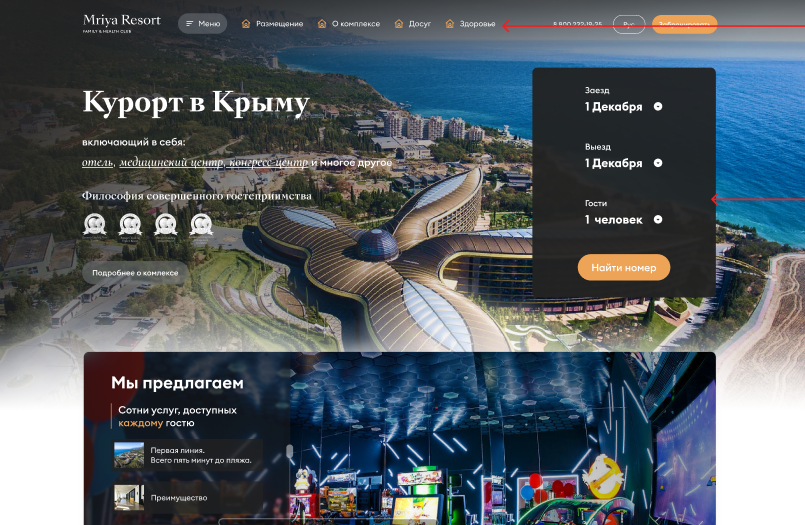 Mriya Resort
FAMILY & HEALTH CLUB
Меню
Размещение
О комплексе
Досуг
Здоровье
8 800 222-18-25
Рус
Забронировать
Курорт в Крыму
включающий в себя:
отель, медицинский центр, конгресс-центр и многое другое
Философия совершенного гостеприимства
Подробнее о комлексе
Заезд
1 Декабря
Выезд
1 Декабря
Гости
1 человек
Найти номер
Мы предлагаем
Сотни услуг, доступных
каждому гостю
Первая линия.
Всего пять минут до пляжа.
Преимущество